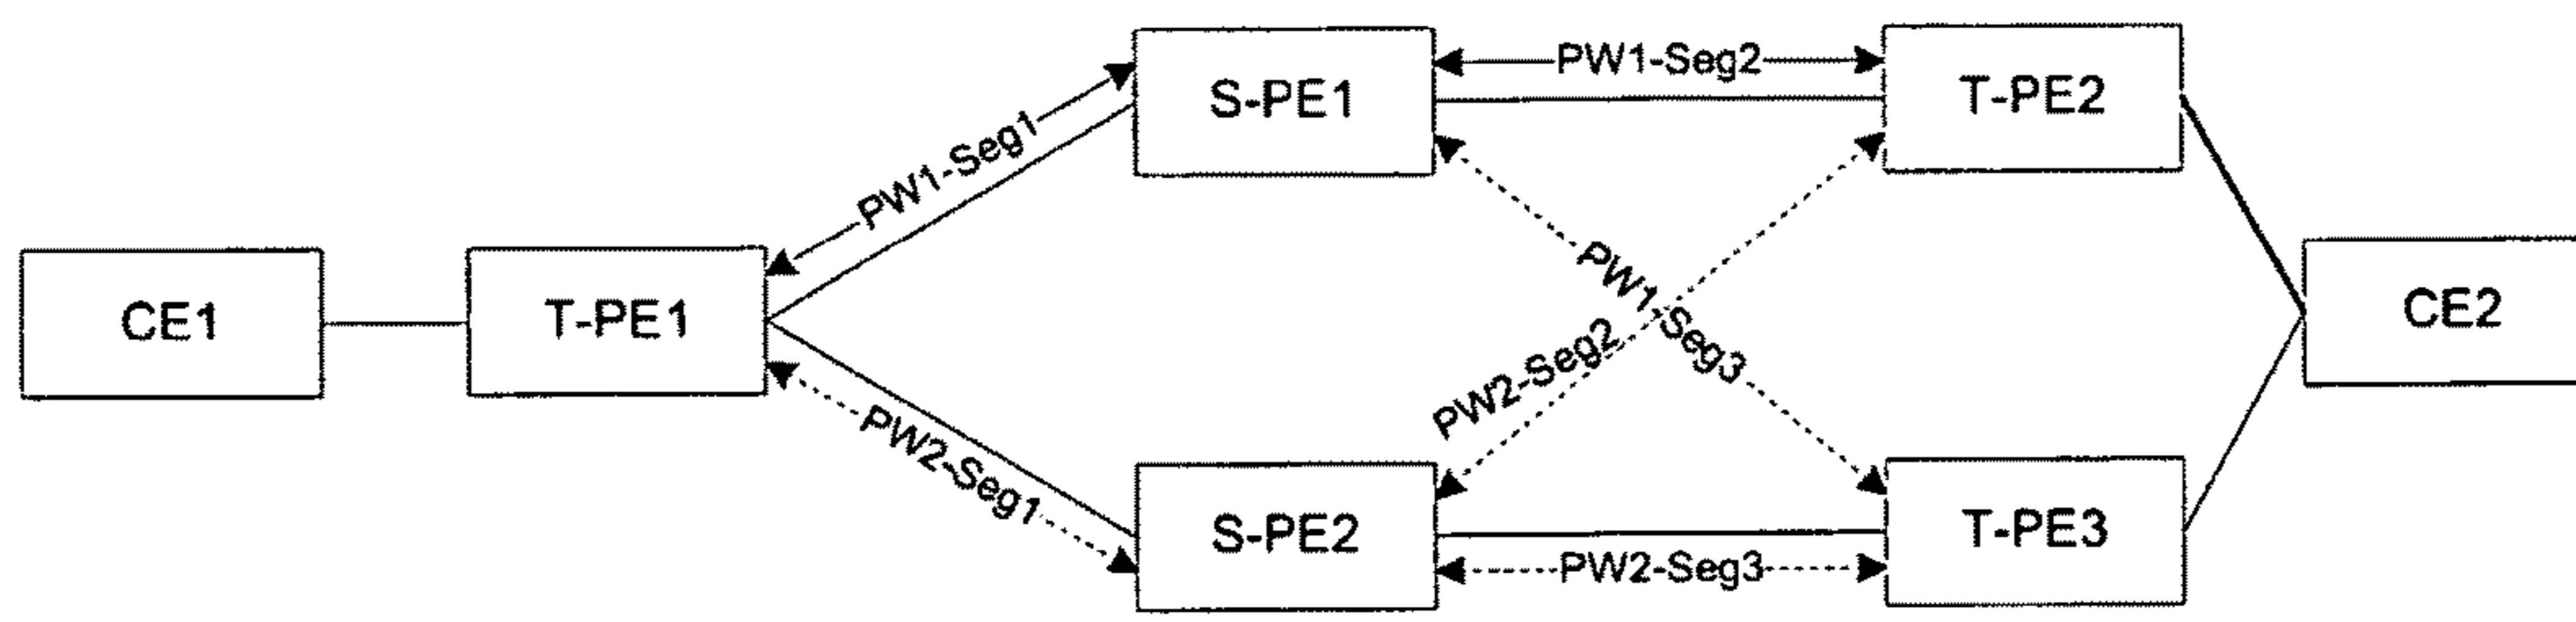 PW1-Seg2
S-PE1
T-PE2
PW1-Seg1
CE1
T-PE1
PW1-Seg3
CE2
PW2-Seg2
PW2-Seg1
S-PE2
T-PE3
PW2-Seg3